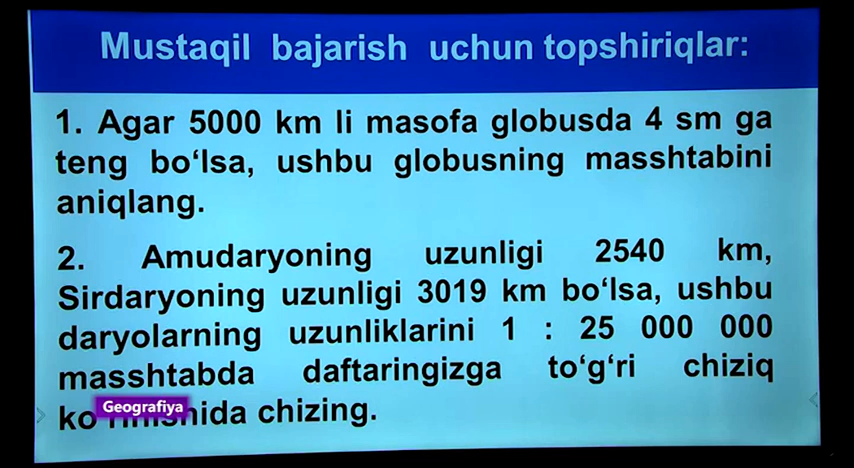 Mustaqil bajarish uchun topshiriqlar:
1. Agar 5000 km li masofa globusda 4 sm ga
teng bo‘lsa, ushbu globusning masshtabini
aniqlang.
2. Amudaryoning uzunligi 2540 km,
Sirdaryoning uzunligi 3019 km bo‘lsa, ushbu
daryolarning uzunliklarini 1 : 25 000 000
masshtabda daftaringizga to‘g‘ri chiziq
chizing.
Geografiya